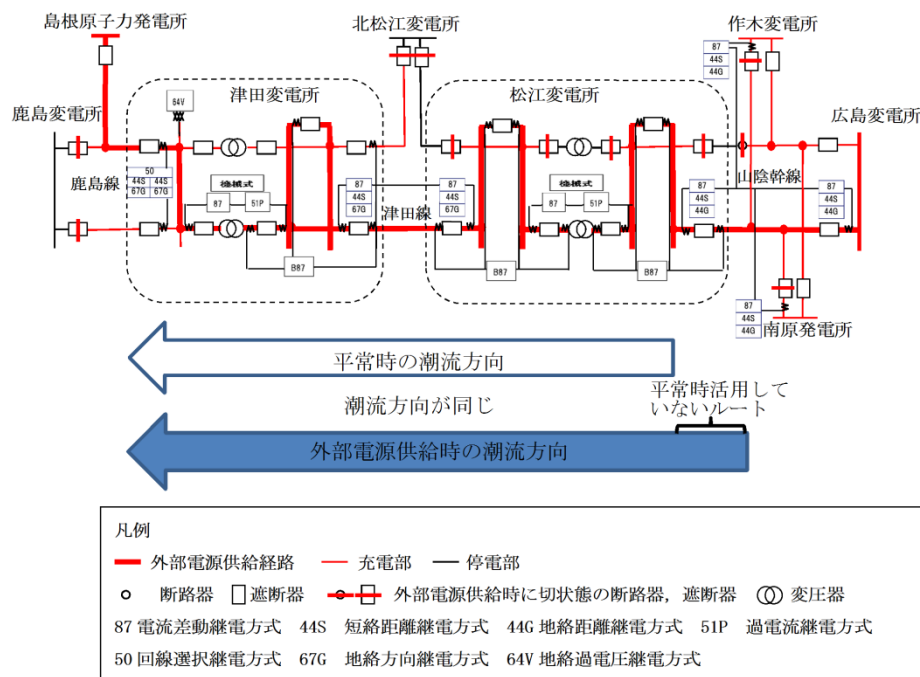 島根原子力発電所
北松江変電所
作木変電所
87
44S
44G
津田変電所
松江変電所
64V
鹿島変電所
広島変電所
50
44S 44S
67G 67G
鹿島線
機械式
87 51P
87
44S
67G
津田線
87
44S
67G
機械式
87 51P
87
44S
44G
山陰幹線
87
44S
44G
B87
B87
B87
87
44S
44G
南原発電所
平常時の潮流方向
平常時活用して
いないルート
潮流方向が同じ
外部電源供給時の潮流方向
凡例
外部電源供給経路 充電部 停電部
断路器 遮断器 外部電源供給時に切状態の断路器，遮断器 変圧器
87 電流差動継電方式 44S 短絡距離継電方式 44G 地絡距離継電方式 51P 過電流継電方式
50 回線選択継電方式 67G 地絡方向継電方式 64V 地絡過電圧継電方式